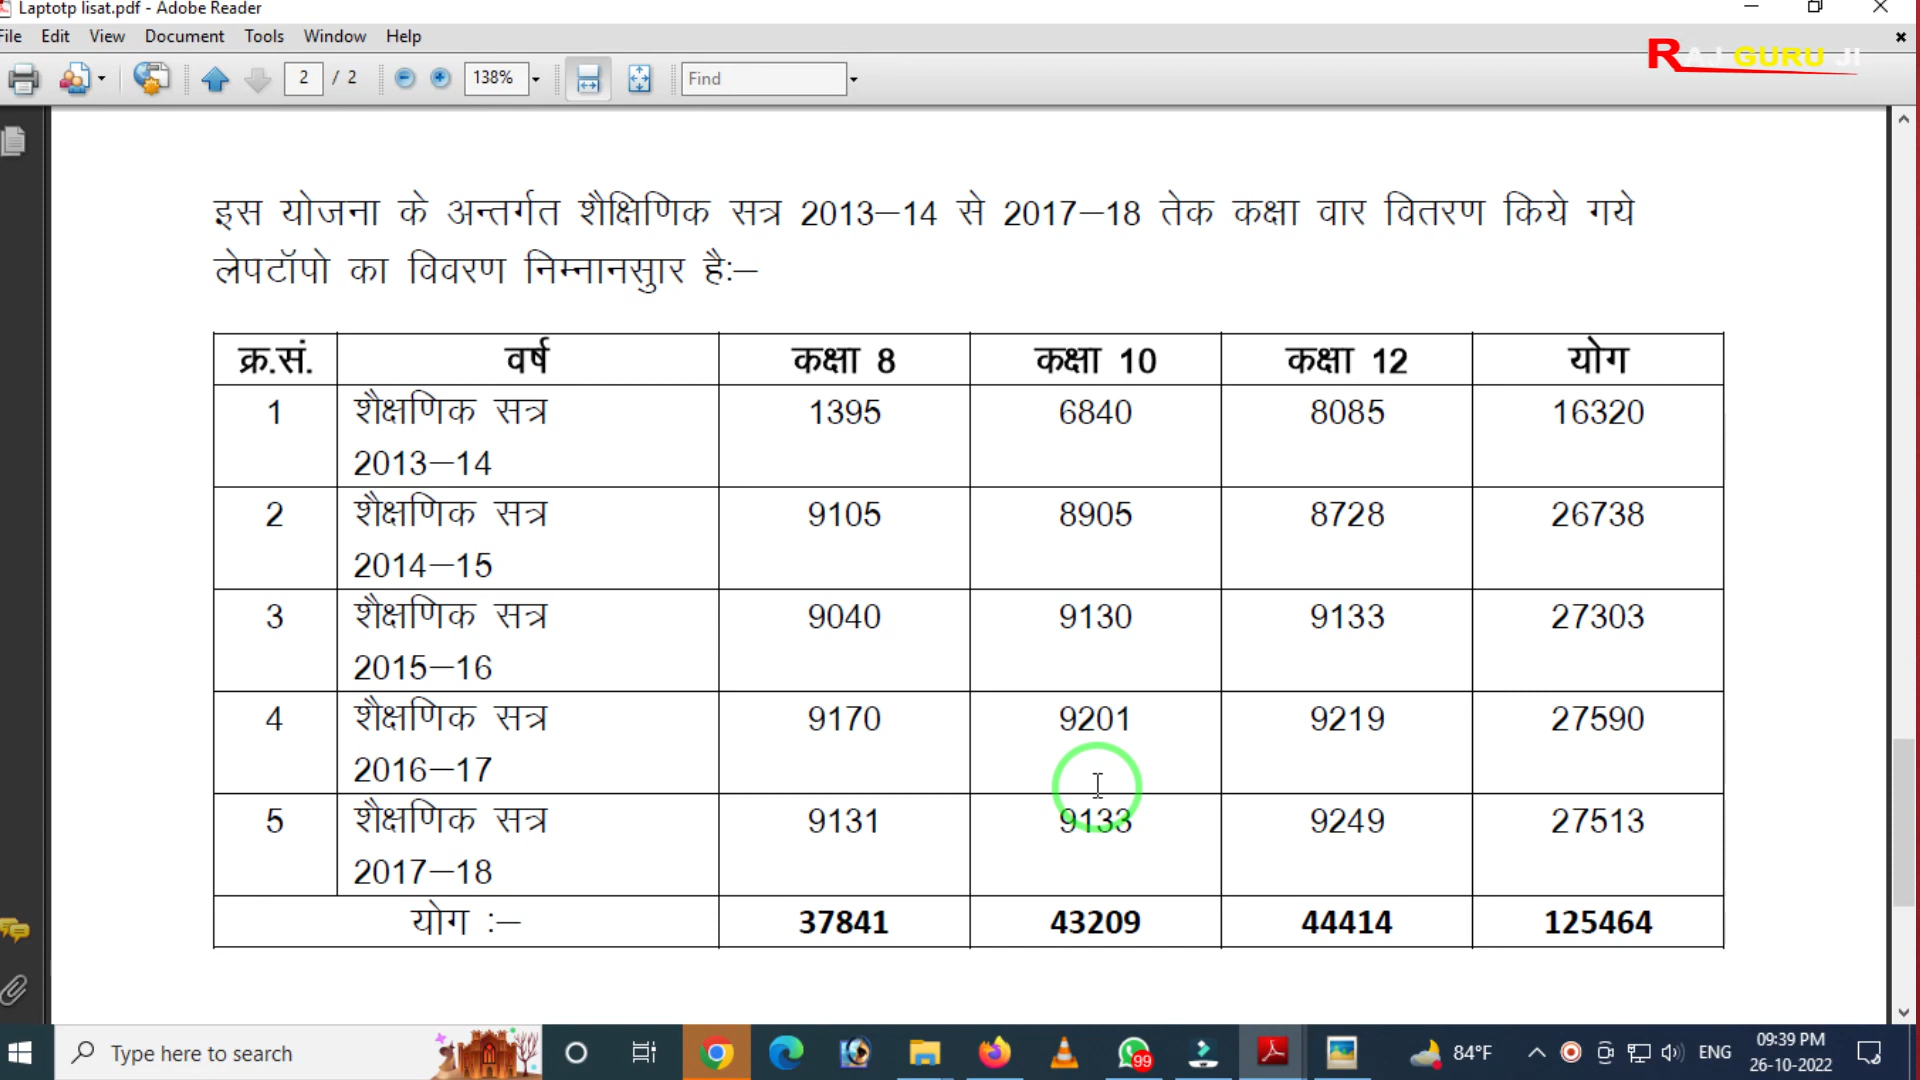 Laptotp lisat.pdf - Adobe Reader
File Edit View Document Tools Window Help
RAJ GURU JI
2 / 2 138% Find
इस योजना के अन्तर्गत शैक्षिणिक सत्र 2013–14 से 2017–18 तेक कक्षा वार वितरण किये गये
लेपटॉपो का विवरण निम्नानसुार है:–
क्र.सं. वर्ष कक्षा 8 कक्षा 10 कक्षा 12 योग
1 शैक्षणिक सत्र 1395 6840 8085 16320
2013–14
2 शैक्षणिक सत्र 9105 8905 8728 26738
2014–15
3 शैक्षणिक सत्र 9040 9130 9133 27303
2015–16
4 शैक्षणिक सत्र 9170 9201 9219 27590
2016–17
5 शैक्षणिक सत्र 9131 9133 9249 27513
2017–18
योग :– 37841 43209 44414 125464
Type here to search 99 84°F ENG 09:39 PM
26-10-2022